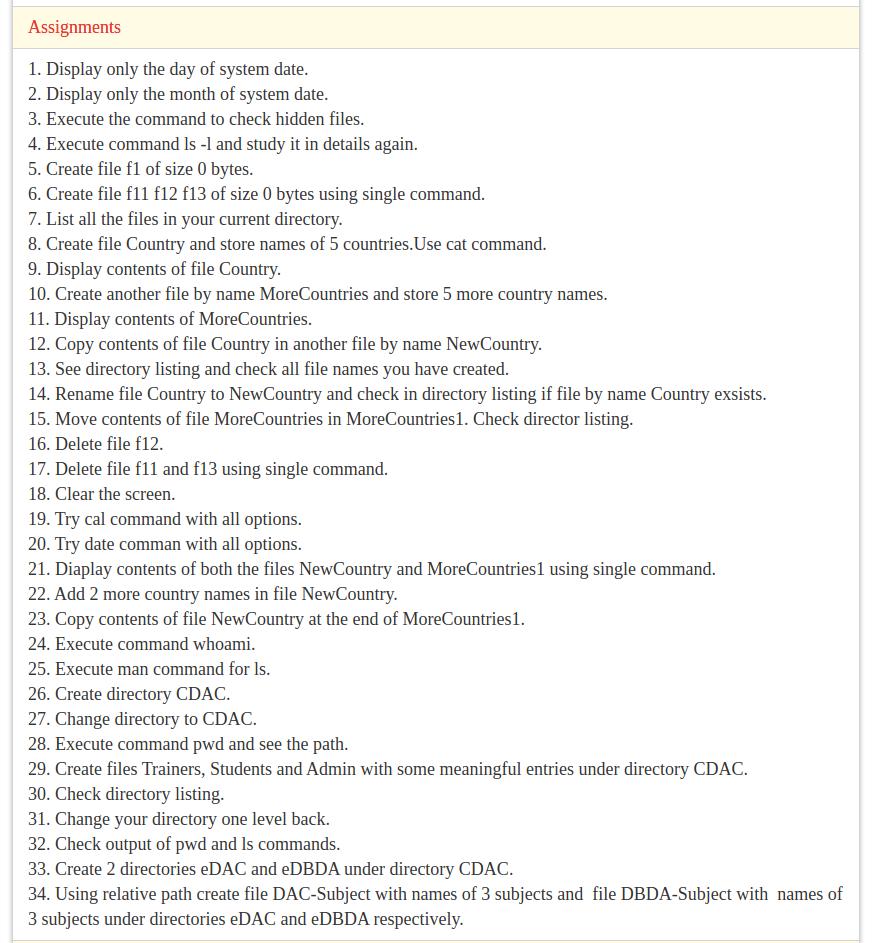 Assignments
1. Display only the day of system date.
2. Display only the month of system date.
3. Execute the command to check hidden files.
4. Execute command ls -l and study it in details again.
5. Create file f1 of size 0 bytes.
6. Create file f11 f12 f13 of size 0 bytes using single command.
7. List all the files in your current directory.
8. Create file Country and store names of 5 countries.Use cat command.
9. Display contents of file Country.
10. Create another file by name MoreCountries and store 5 more country names.
11. Display contents of MoreCountries.
12. Copy contents of file Country in another file by name NewCountry.
13. See directory listing and check all file names you have created.
14. Rename file Country to NewCountry and check in directory listing if file by name Country exsists.
15. Move contents of file MoreCountries in MoreCountries1. Check director listing.
16. Delete file f12.
17. Delete file f11 and f13 using single command.
18. Clear the screen.
19. Try cal command with all options.
20. Try date comman with all options.
21. Diaplay contents of both the files NewCountry and MoreCountries1 using single command.
22. Add 2 more country names in file NewCountry.
23. Copy contents of file NewCountry at the end of MoreCountries1.
24. Execute command whoami.
25. Execute man command for ls.
26. Create directory CDAC.
27. Change directory to CDAC.
28. Execute command pwd and see the path.
29. Create files Trainers, Students and Admin with some meaningful entries under directory CDAC.
30. Check directory listing.
31. Change your directory one level back.
32. Check output of pwd and ls commands.
33. Create 2 directories eDAC and eDBDA under directory CDAC.
34. Using relative path create file DAC-Subject with names of 3 subjects and  file DBDA-Subject with  names of
3 subjects under directories eDAC and eDBDA respectively.